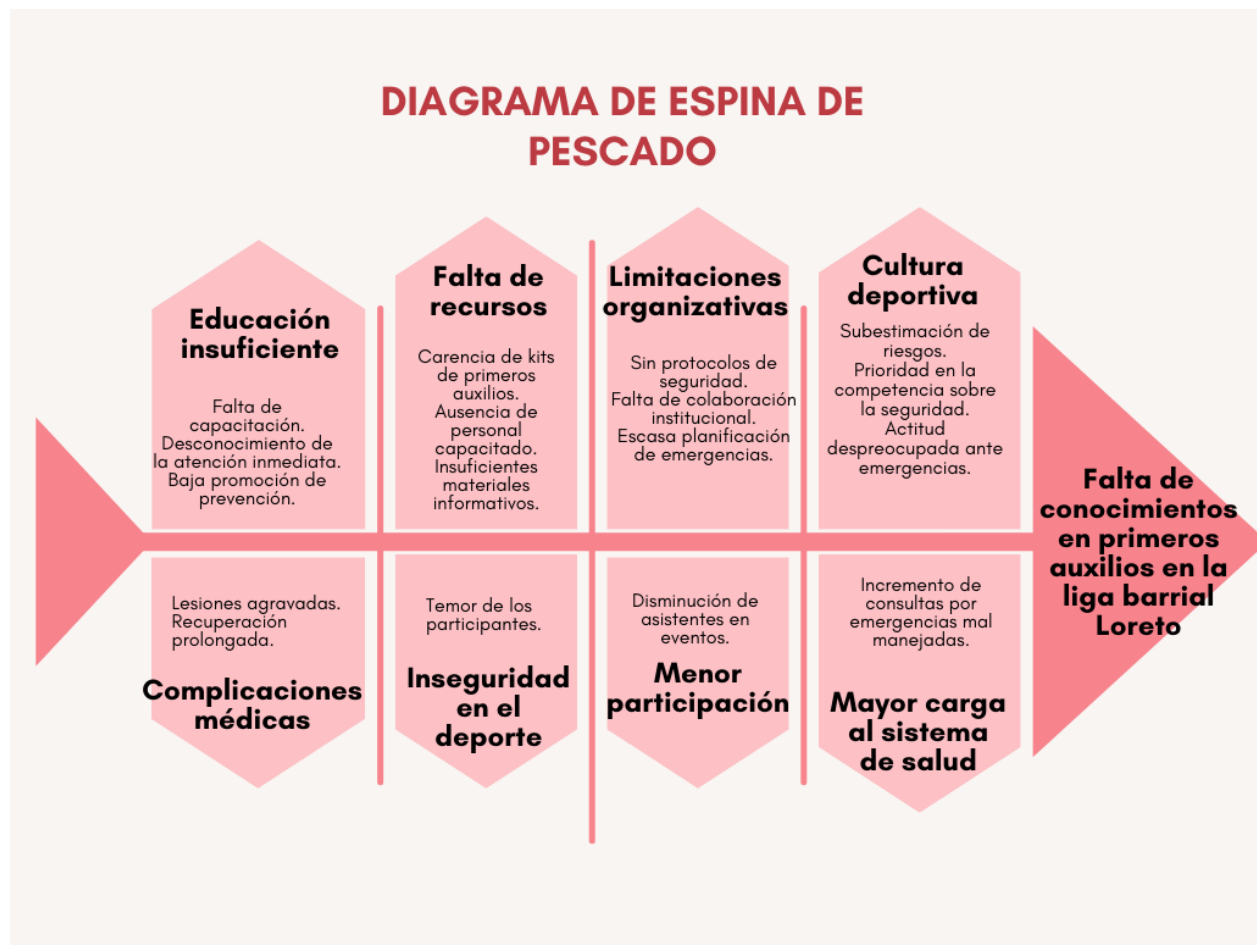 DIAGRAMA DE ESPINA DE
PESCADO
Educación
insuficiente
Falta de
capacitación.
Desconocimiento de
la atención inmediata.
Baja promoción de
prevención.
Falta de
recursos
Carencia de kits
de primeros
auxilios.
Ausencia de
personal
capacitado.
Insuficientes
materiales
informativos.
Limitaciones
organizativas
Sin protocolos de
seguridad.
Falta de colaboración
institucional.
Escasa planificación
de emergencias.
Cultura
deportiva
Subestimación de
riesgos.
Prioridad en la
competencia sobre
la seguridad.
Actitud
despreocupada ante
emergencias.
Falta de
conocimientos
en primeros
auxilios en la
liga barrial
Loreto
Lesiones agravadas.
Recuperación
prolongada.
Complicaciones
médicas
Temor de los
participantes.
Inseguridad
en el
deporte
Disminución de
asistentes en
eventos.
Menor
participación
Incremento de
consultas por
emergencias mal
manejadas.
Mayor carga
al sistema
de salud